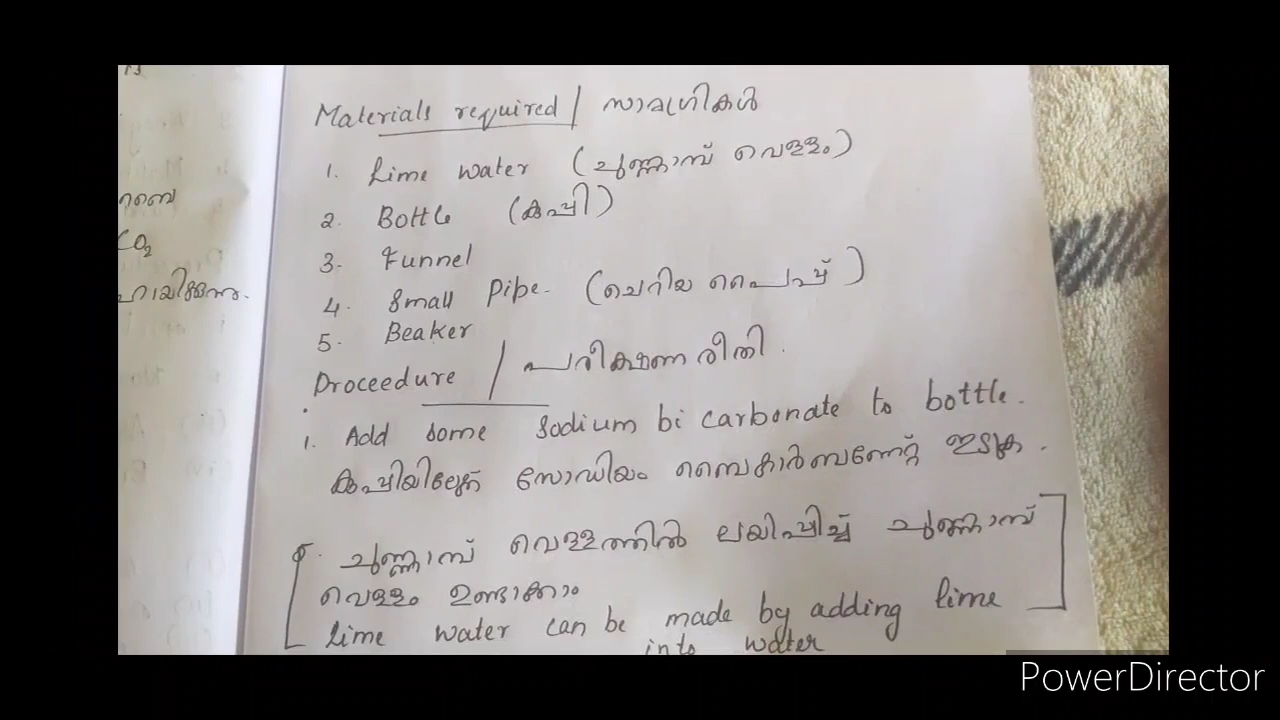 റബൈ
CO2
ഹായിക്കുന്നു.
Materials required / സാമഗ്രികൾ
1. Lime water (ചുണ്ണാമ്പ് വെള്ളം)
2. Bottle (കുപ്പി)
3. Funnel
4. Small Pipe. (ചെറിയ പൈപ്പ്)
5. Beaker
Proceedure / പരീക്ഷണ രീതി.
1. Add some sodium bi carbonate to bottle.
കുപ്പിയിലേക്ക് സോഡിയം ബൈകാർബണേറ്റ് ഇടുക.
ചുണ്ണാമ്പ് വെള്ളത്തിൽ ലയിപ്പിച്ച് ചുണ്ണാമ്പ്
വെള്ളം ഉണ്ടാക്കാം
lime water can be made by adding lime
into water
PowerDirector